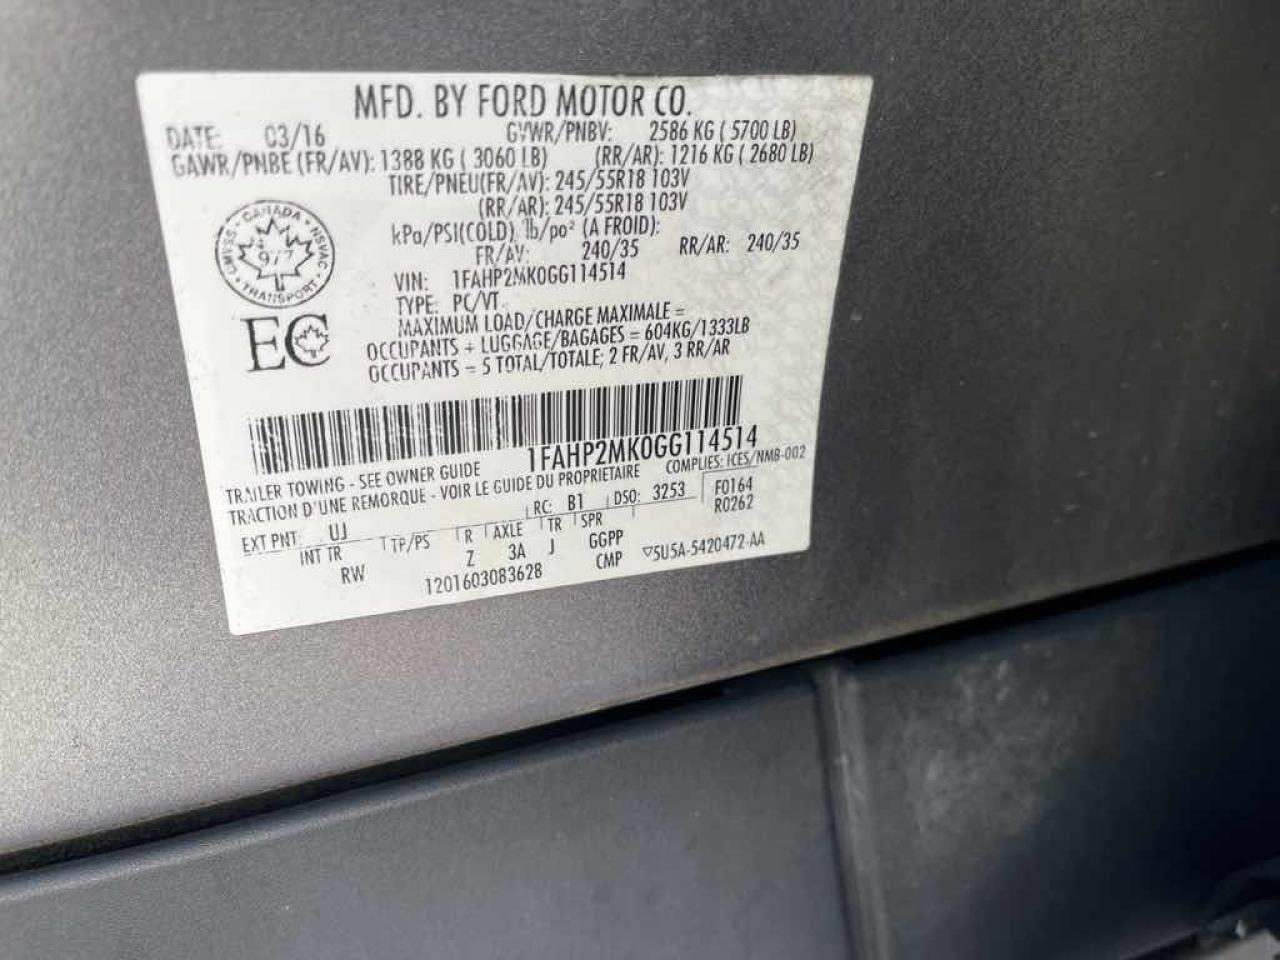 MFD. BY FORD MOTOR CO.
DATE: 03/16 GVWR/PNBV: 2586 KG ( 5700 LB)
GAWR/PNBE (FR/AV): 1388 KG ( 3060 LB) (RR/AR): 1216 KG ( 2680 LB)
TIRE/PNEU(FR/AV): 245/55R18 103V
(RR/AR): 245/55R18 103V
kPa/PSI(COLD) lb/po² (A FROID):
FR/AV: 240/35 RR/AR: 240/35
CANADA NSVAC TRANSPORT CMVSS
977
VIN: 1FAHP2MK0GG114514
TYPE: PC/VT
EC
MAXIMUM LOAD/CHARGE MAXIMALE =
OCCUPANTS + LUGGAGE/BAGAGES = 604KG/1333LB
OCCUPANTS = 5 TOTAL/TOTALE; 2 FR/AV, 3 RR/AR
1FAHP2MK0GG114514
TRAILER TOWING - SEE OWNER GUIDE COMPLIES: ICES/NMB-002
TRACTION D'UNE REMORQUE - VOIR LE GUIDE DU PROPRIETAIRE
EXT PNT: UJ RC: B1 DSO: 3253 F0164
R0262
INT TR TP/PS R AXLE TR SPR
RW Z 3A J GGPP
1201603083628 CMP ▽5U5A-5420472-AA